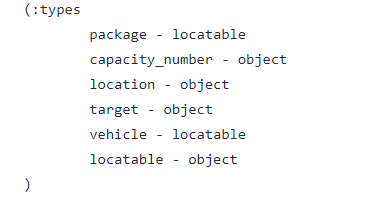 (:types
package - locatable
capacity_number - object
location - object
target - object
vehicle - locatable
locatable - object
)